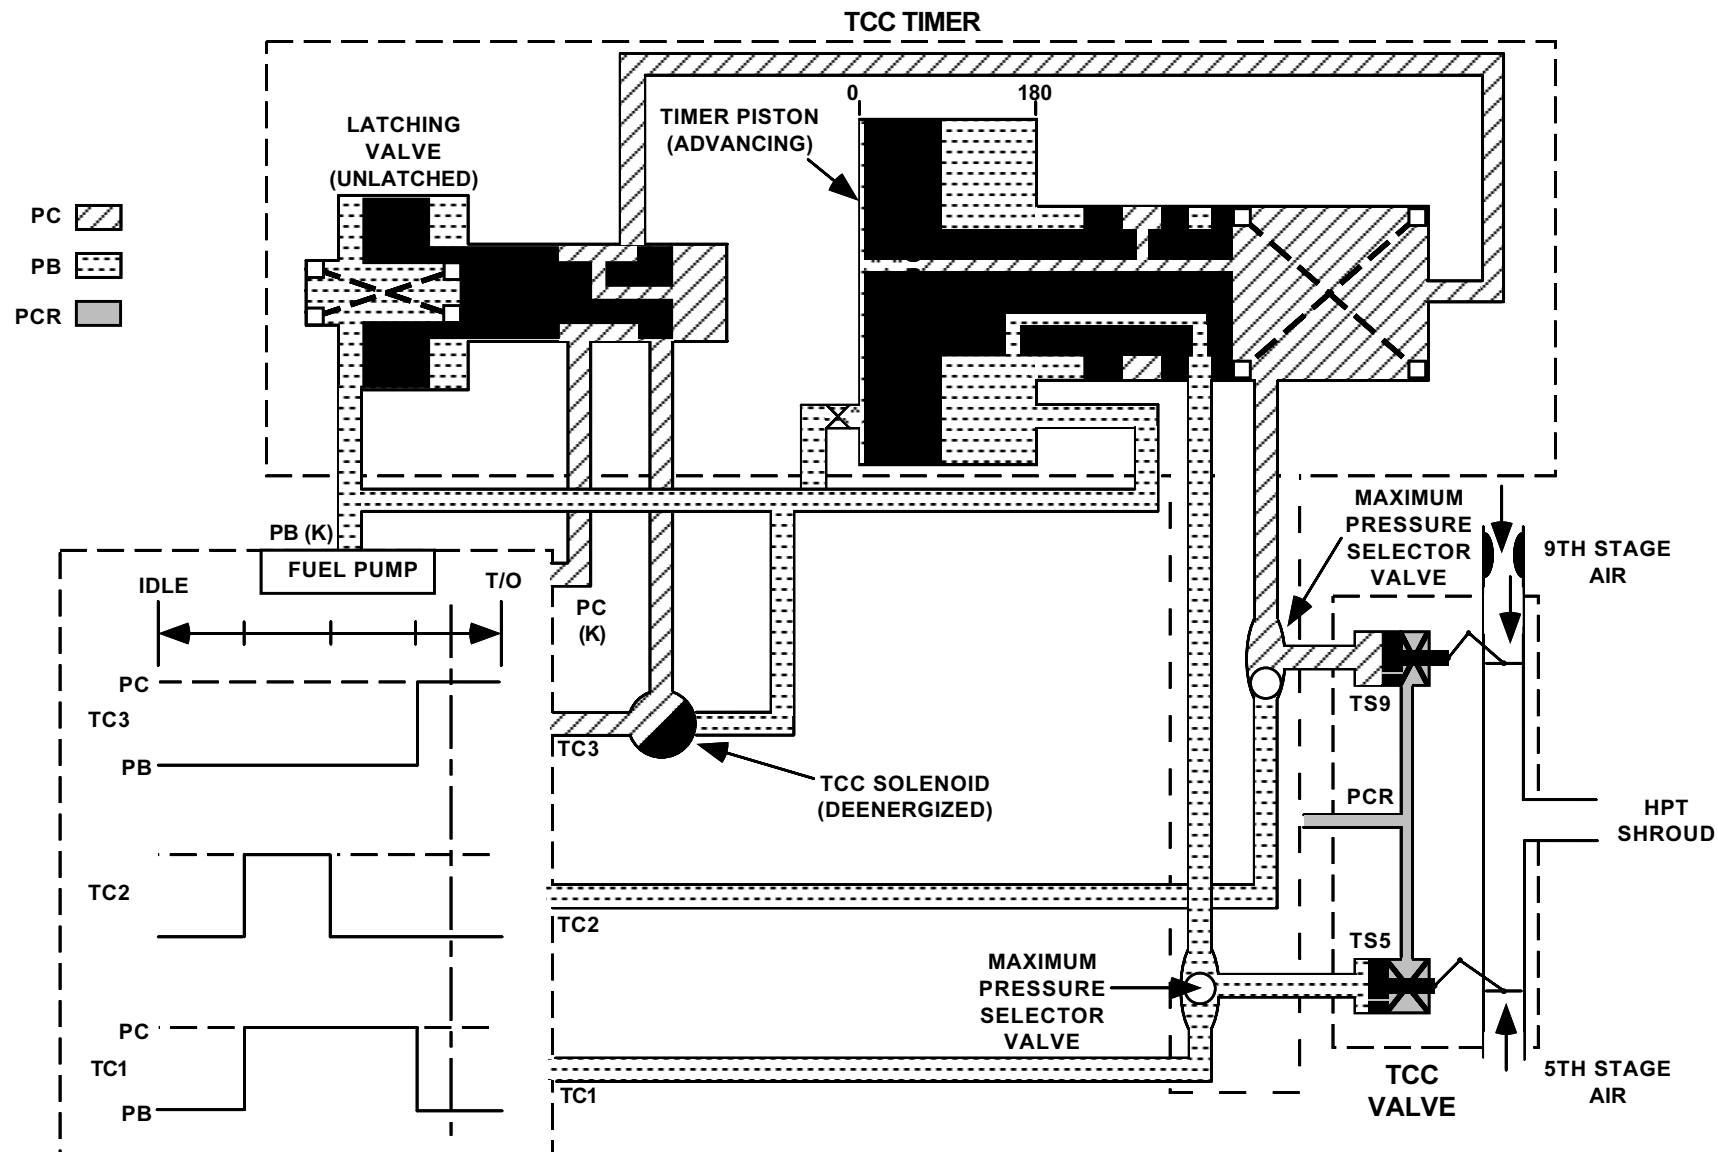 TCC TIMER
0
180
TIMER PISTON
(ADVANCING)
LATCHING
VALVE
(UNLATCHED)
PC
PB
PCR
PB (K)
FUEL PUMP
IDLE
T/O
PC
(K)
PC
TC3
PB
TC3
TCC SOLENOID
(DEENERGIZED)
TC2
TC2
PC
TC1
PB
TC1
MAXIMUM
PRESSURE
SELECTOR
VALVE
MAXIMUM
PRESSURE
SELECTOR
VALVE
9TH STAGE
AIR
TS9
PCR
HPT
SHROUD
TS5
TCC
VALVE
5TH STAGE
AIR